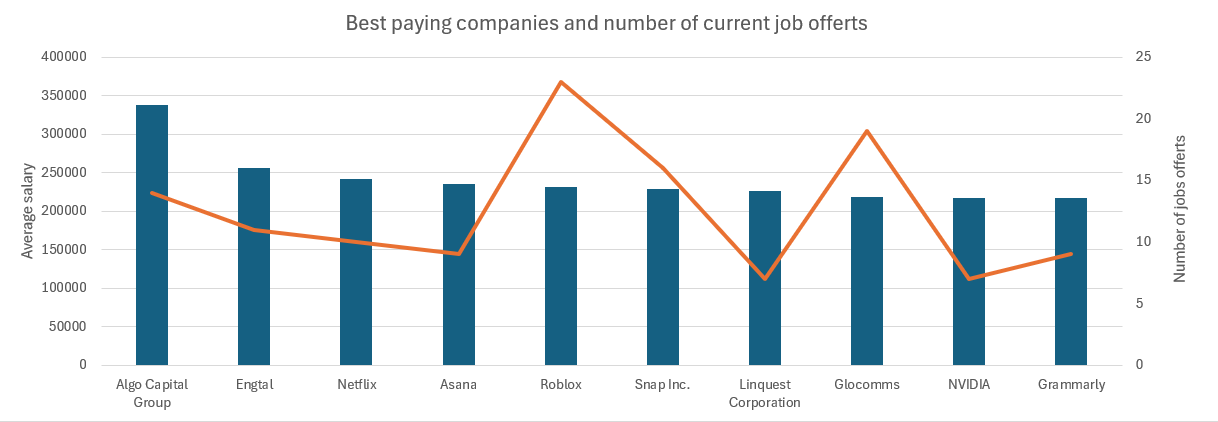 Best paying companies and number of current job offerts
400000
350000
300000
250000
200000
150000
100000
50000
0
Average salary
25
20
15
10
5
0
Number of jobs offerts
Algo Capital
Group
Engtal
Netflix
Asana
Roblox
Snap Inc.
Linquest
Corporation
Glocomms
NVIDIA
Grammarly